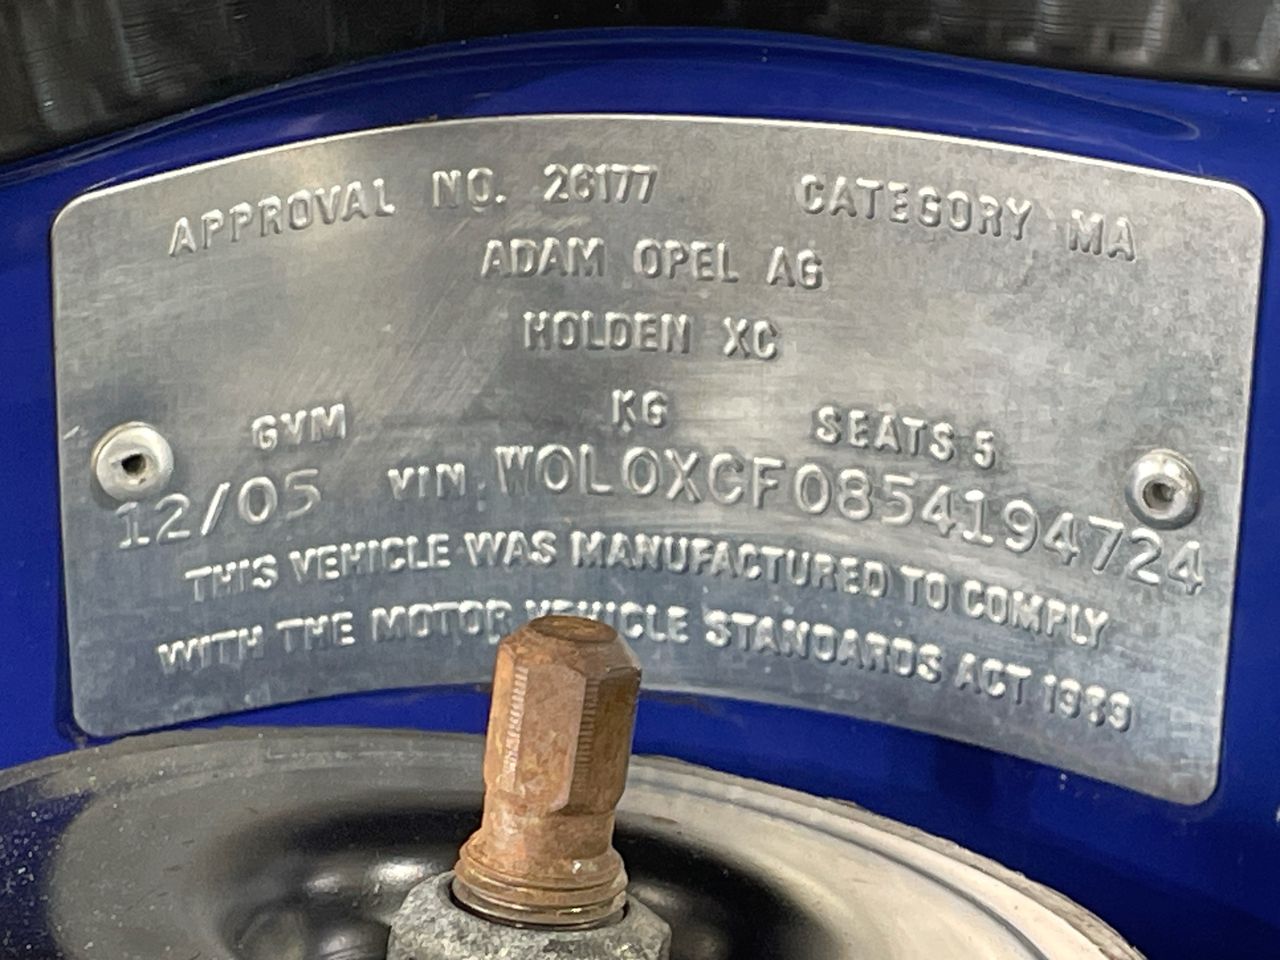 APPROVAL NO. 26177 CATEGORY MA
ADAM OPEL AG
HOLDEN XC
GVM KG SEATS 5
12/05 VIN W0L0XCF0854194724
THIS VEHICLE WAS MANUFACTURED TO COMPLY
WITH THE MOTOR VEHICLE STANDARDS ACT 1989